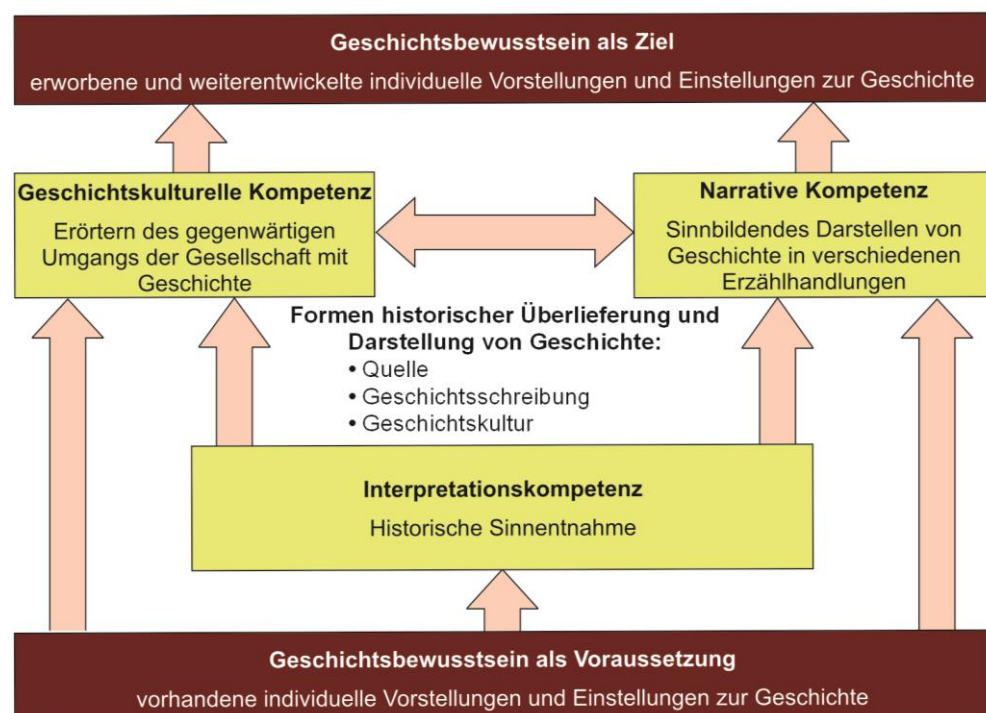 Geschichtsbewusstsein als Ziel
erworbene und weiterentwickelte individuelle Vorstellungen und Einstellungen zur Geschichte
Geschichtskulturelle Kompetenz
Erörtern des gegenwärtigen
Umgangs der Gesellschaft mit
Geschichte
Narrative Kompetenz
Sinnbildendes Darstellen von
Geschichte in verschiedenen
Erzählhandlungen
Formen historischer Überlieferung und
Darstellung von Geschichte:
• Quelle
• Geschichtsschreibung
• Geschichtskultur
Interpretationskompetenz
Historische Sinnentnahme
Geschichtsbewusstsein als Voraussetzung
vorhandene individuelle Vorstellungen und Einstellungen zur Geschichte